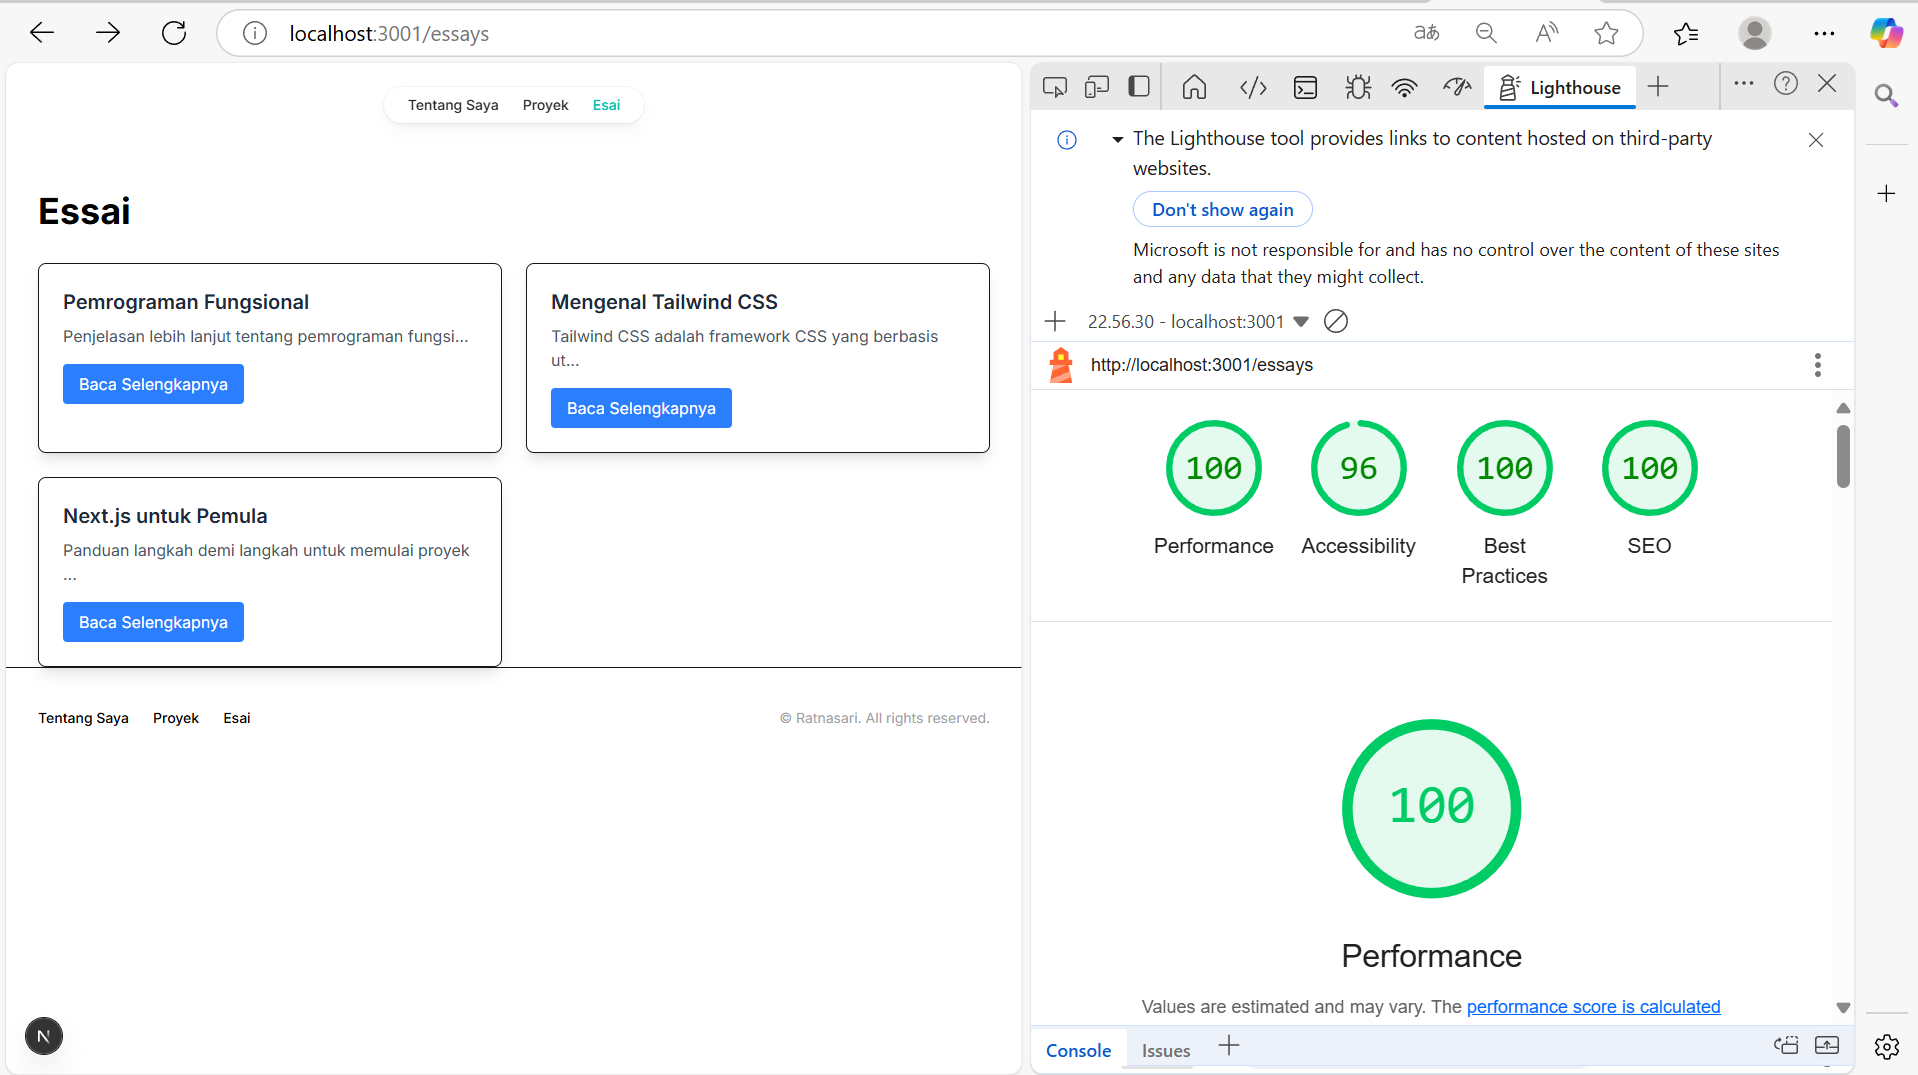 localhost:3001/essays
Tentang Saya Proyek Esai
Essai
Pemrograman Fungsional
Penjelasan lebih lanjut tentang pemrograman fungsi...
Baca Selengkapnya
Mengenal Tailwind CSS
Tailwind CSS adalah framework CSS yang berbasis
ut...
Baca Selengkapnya
Next.js untuk Pemula
Panduan langkah demi langkah untuk memulai proyek
...
Baca Selengkapnya
Tentang Saya Proyek Esai
© Ratnasari. All rights reserved.
N
Lighthouse
The Lighthouse tool provides links to content hosted on third-party
websites.
Don't show again
Microsoft is not responsible for and has no control over the content of these sites
and any data that they might collect.
22.56.30 - localhost:3001
http://localhost:3001/essays
100 96 100 100
Performance Accessibility Best SEO
Practices
100
Performance
Values are estimated and may vary. The performance score is calculated
Console Issues